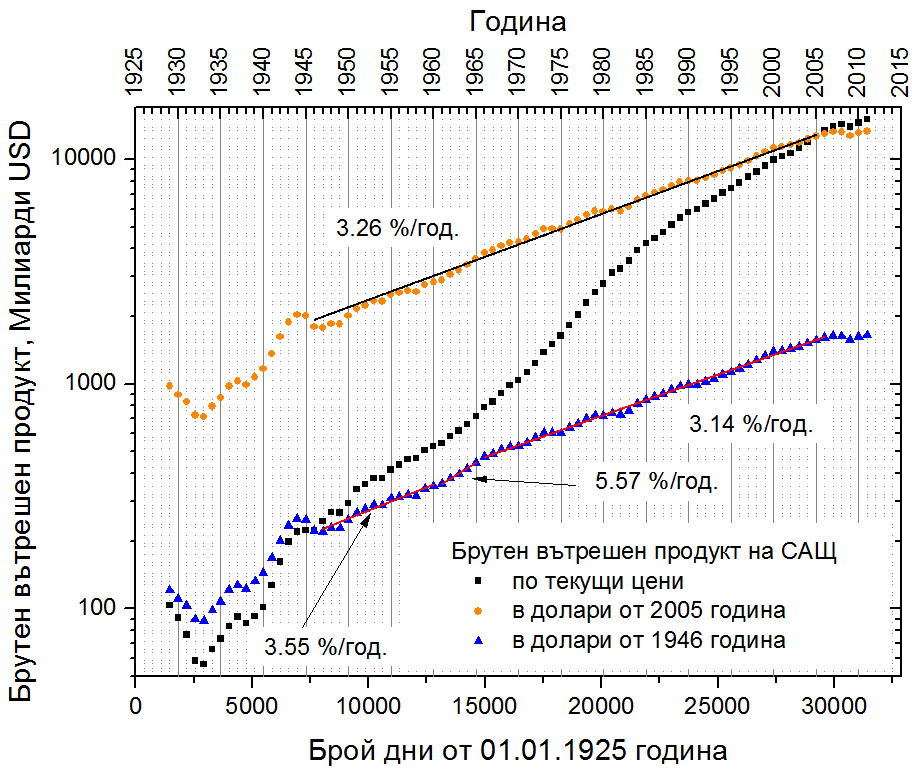 Година
1925 1930 1935 1940 1945 1950 1955 1960 1965 1970 1975 1980 1985 1990 1995 2000 2005 2010 2015
Брутен вътрешен продукт, Милиарди USD
10000
1000
100
3.26 %/год.
3.14 %/год.
5.57 %/год.
3.55 %/год.
Брутен вътрешен продукт на САЩ
по текущи цени
в долари от 2005 година
в долари от 1946 година
0 5000 10000 15000 20000 25000 30000
Брой дни от 01.01.1925 година